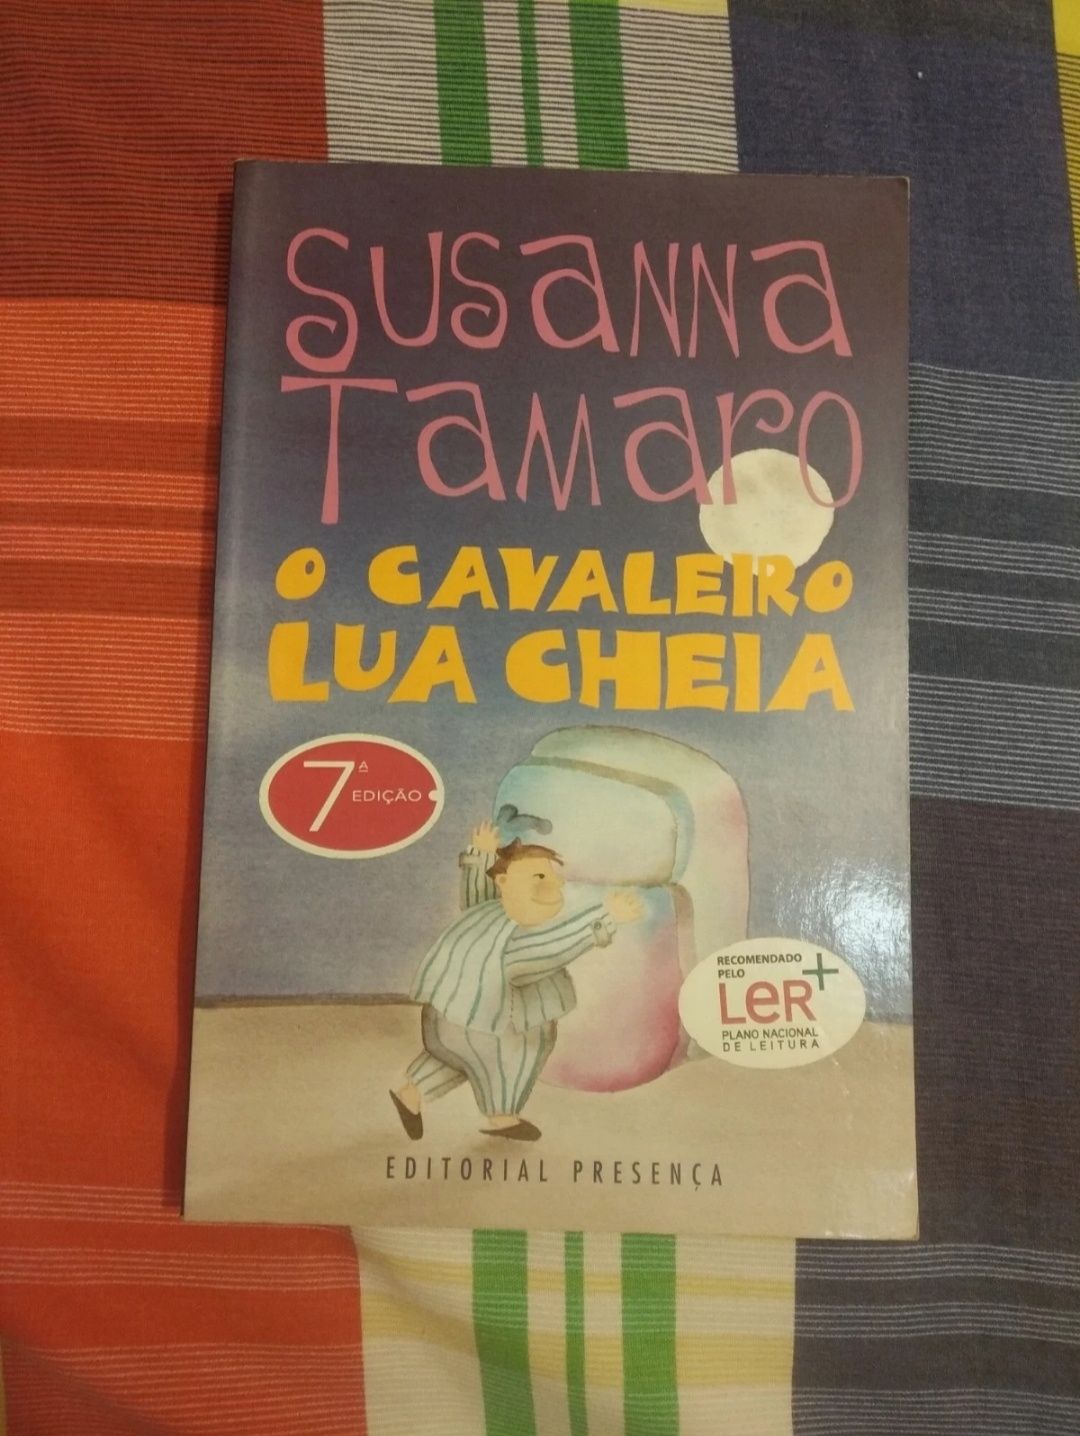 SUSANNA
TAMARO
O CAVALEIRO
LUA CHEIA
7ª EDIÇÃO
RECOMENDADO
PELO
LeR+
PLANO NACIONAL
DE LEITURA
EDITORIAL PRESENÇA